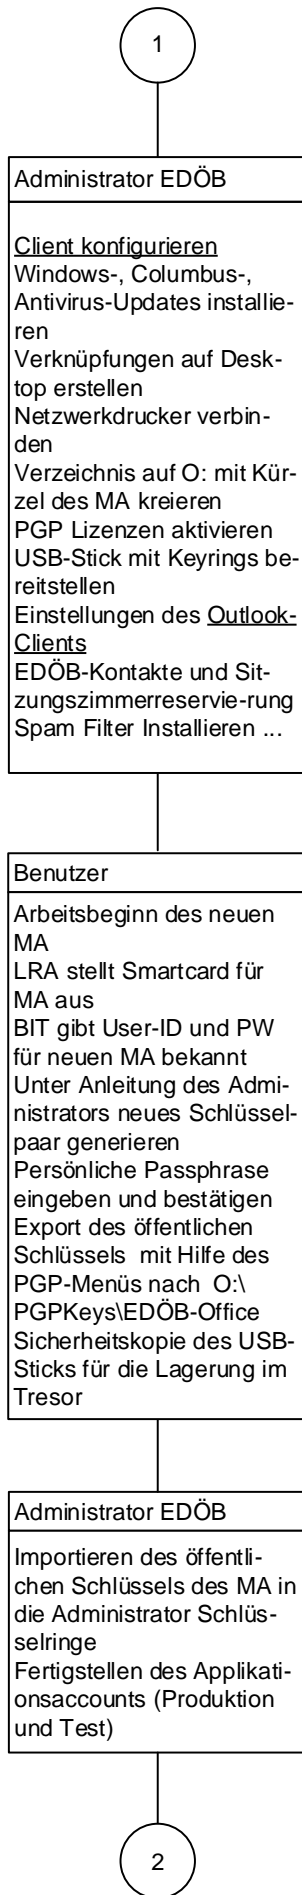 1
Administrator EDÖB
Client konfigurieren
Windows-, Columbus-,
Antivirus-Updates installie-
ren
Verknüpfungen auf Desk-
top erstellen
Netzwerkdrucker verbin-
den
Verzeichnis auf O: mit Kür-
zel des MA kreieren
PGP Lizenzen aktivieren
USB-Stick mit Keyrings be-
reitstellen
Einstellungen des Outlook-
Clients
EDÖB-Kontakte und Sit-
zungszimmerreservie-rung
Spam Filter Installieren ...
Benutzer
Arbeitsbeginn des neuen
MA
LRA stellt Smartcard für
MA aus
BIT gibt User-ID und PW
für neuen MA bekannt
Unter Anleitung des Admi-
nistrators neues Schlüssel-
paar generieren
Persönliche Passphrase
eingeben und bestätigen
Export des öffentlichen
Schlüssels mit Hilfe des
PGP-Menüs nach O:\
PGPKeys\EDÖB-Office
Sicherheitskopie des USB-
Sticks für die Lagerung im
Tresor
Administrator EDÖB
Importieren des öffentli-
chen Schlüssels des MA in
die Administrator Schlüs-
selringe
Fertigstellen des Applikati-
onsaccounts (Produktion
und Test)
2